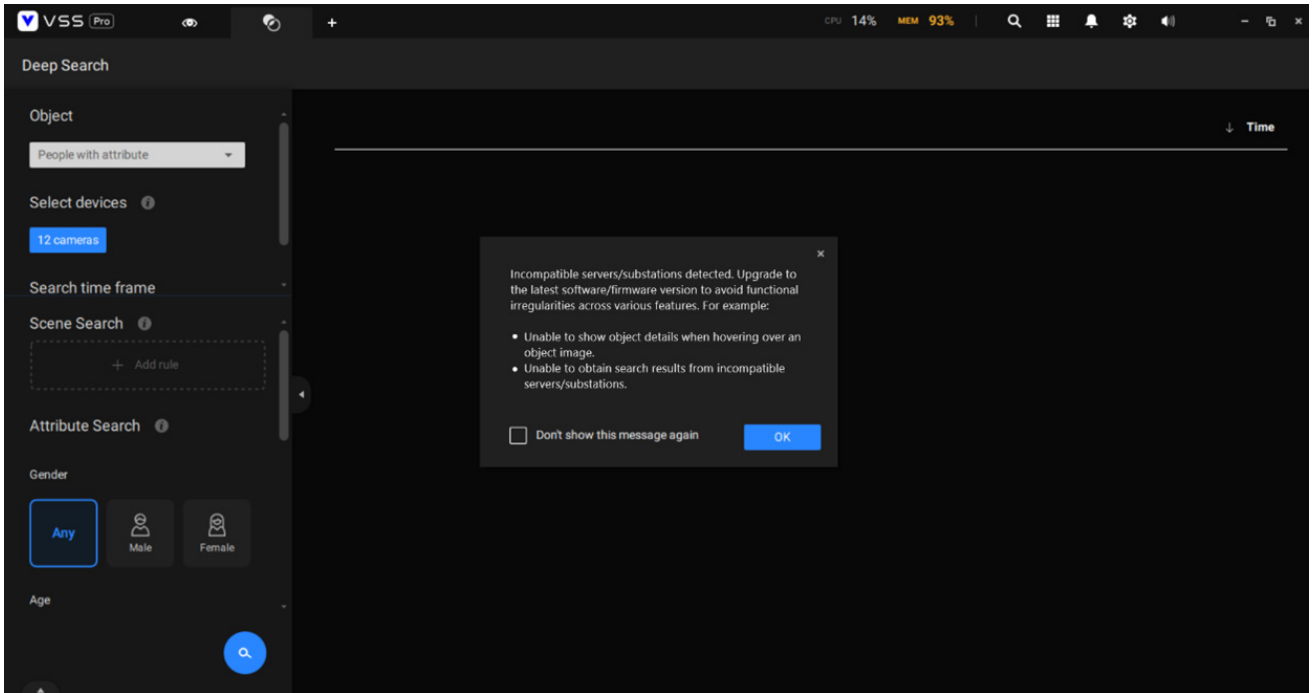 VSS Pro
CPU 14% MEM 93%
Deep Search
Object
People with attribute
Select devices
12 cameras
Search time frame
Scene Search
+ Add rule
Attribute Search
Gender
Any
Male
Female
Age
↓ Time
Incompatible servers/substations detected. Upgrade to
the latest software/firmware version to avoid functional
irregularities across various features. For example:
• Unable to show object details when hovering over an
object image.
• Unable to obtain search results from incompatible
servers/substations.
Don't show this message again
OK